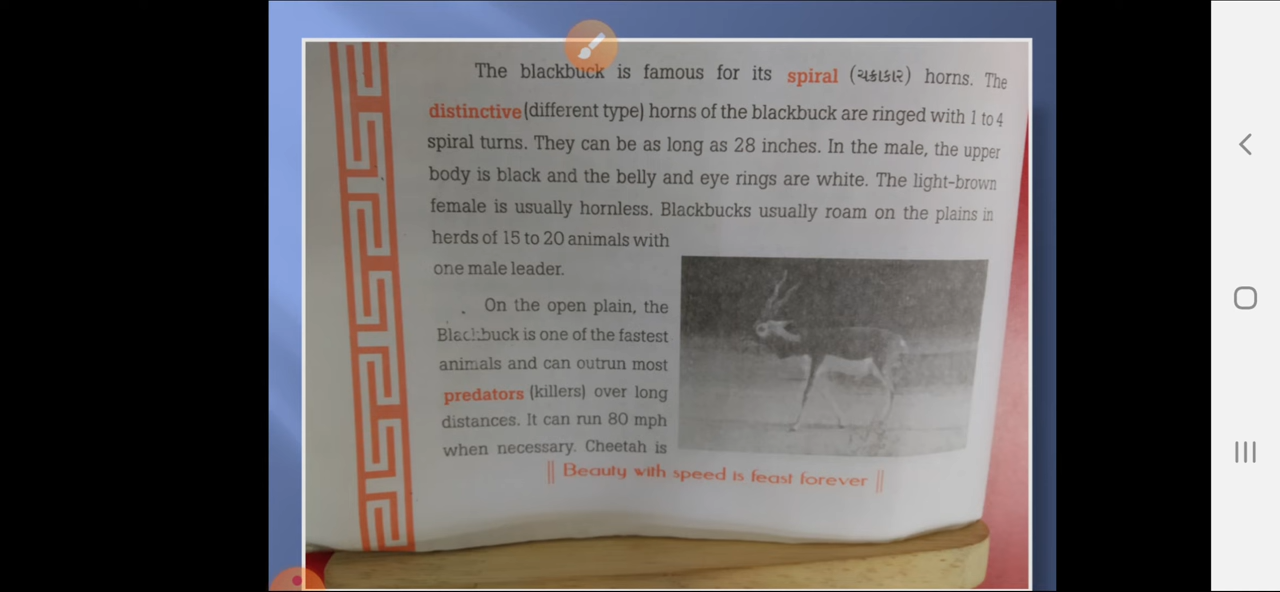 The blackbuck is famous for its spiral (ચક્રાકાર) horns. The
distinctive (different type) horns of the blackbuck are ringed with 1 to 4
spiral turns. They can be as long as 28 inches. In the male, the upper
body is black and the belly and eye rings are white. The light-brown
female is usually hornless. Blackbucks usually roam on the plains in
herds of 15 to 20 animals with
one male leader.
On the open plain, the
Blackbuck is one of the fastest
animals and can outrun most
predators (killers) over long
distances. It can run 80 mph
when necessary. Cheetah is
|| Beauty with speed is feast forever ||